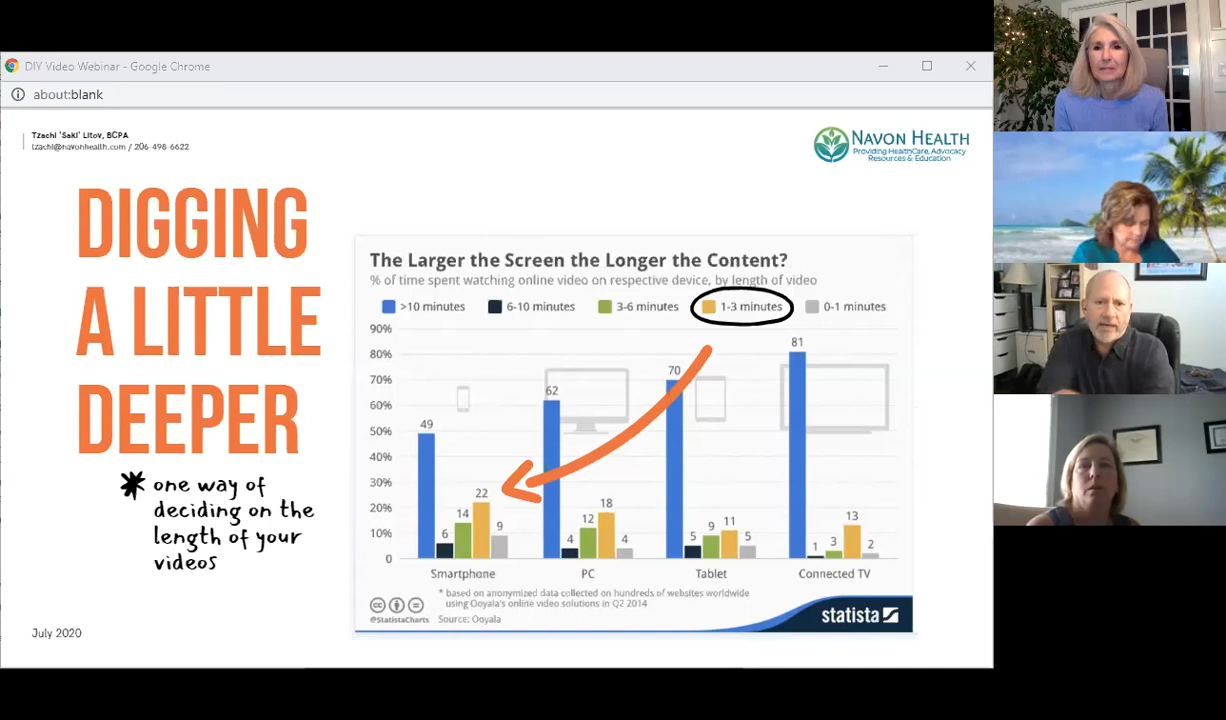 DIY Video Webinar - Google Chrome
about:blank
Tzachi 'Saki' Litov, BCPA
tzachi@navonhealth.com / 206-498-6622
NAVON HEALTH
Providing HealthCare, Advocacy
Resources & Education
DIGGING
A LITTLE
DEEPER
* one way of
deciding on the
length of your
videos
July 2020
The Larger the Screen the Longer the Content?
% of time spent watching online video on respective device, by length of video
>10 minutes 6-10 minutes 3-6 minutes 1-3 minutes 0-1 minutes
90%
80%
70%
60%
50%
40%
30%
20%
10%
0
49 6 14 22 9
62 4 12 18 4
70 5 9 11 5
81 1 3 13 2
Smartphone PC Tablet Connected TV
* based on anonymized data collected on hundreds of websites worldwide
using Ooyala's online video solutions in Q2 2014
@StatistaCharts Source: Ooyala
statista